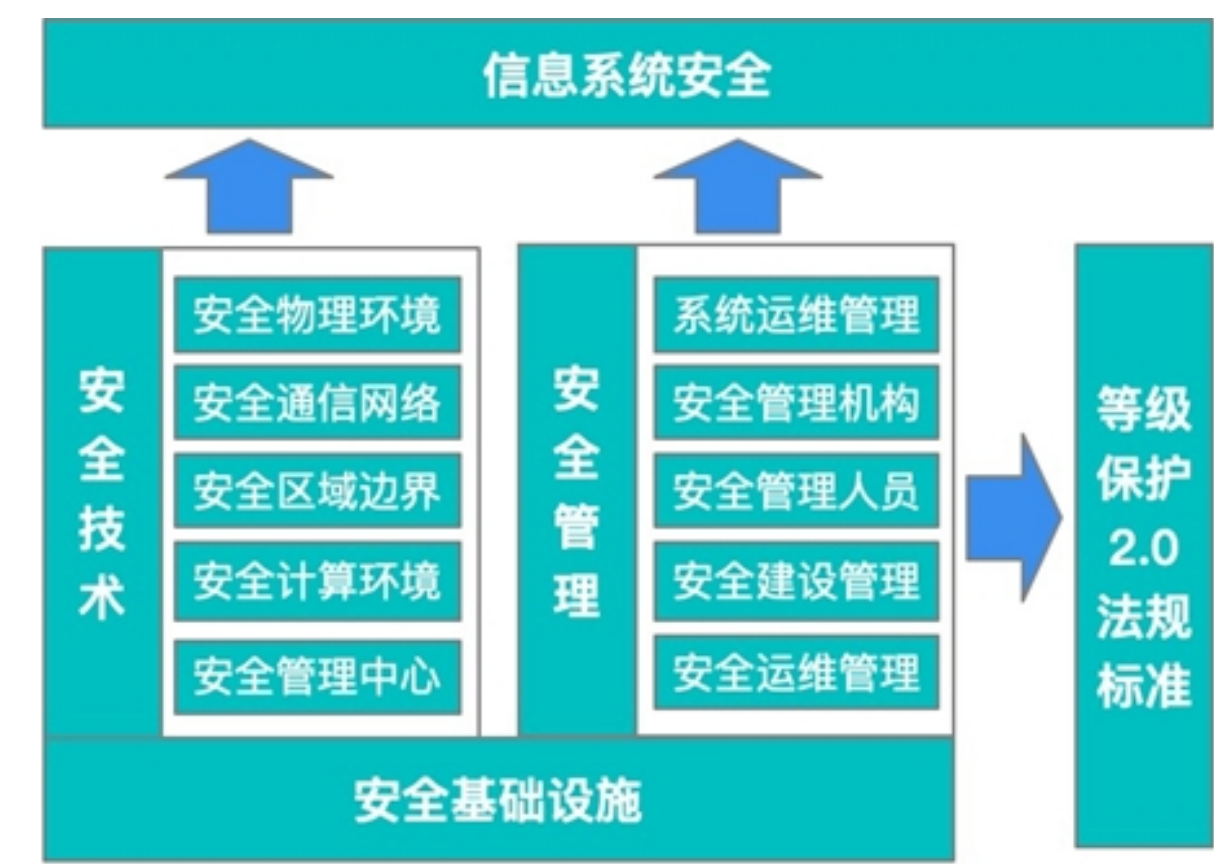 信息系统安全
安全技术
安全物理环境
安全通信网络
安全区域边界
安全计算环境
安全管理中心
安全管理
系统运维管理
安全管理机构
安全管理人员
安全建设管理
安全运维管理
等级
保护
2.0
法规
标准
安全基础设施